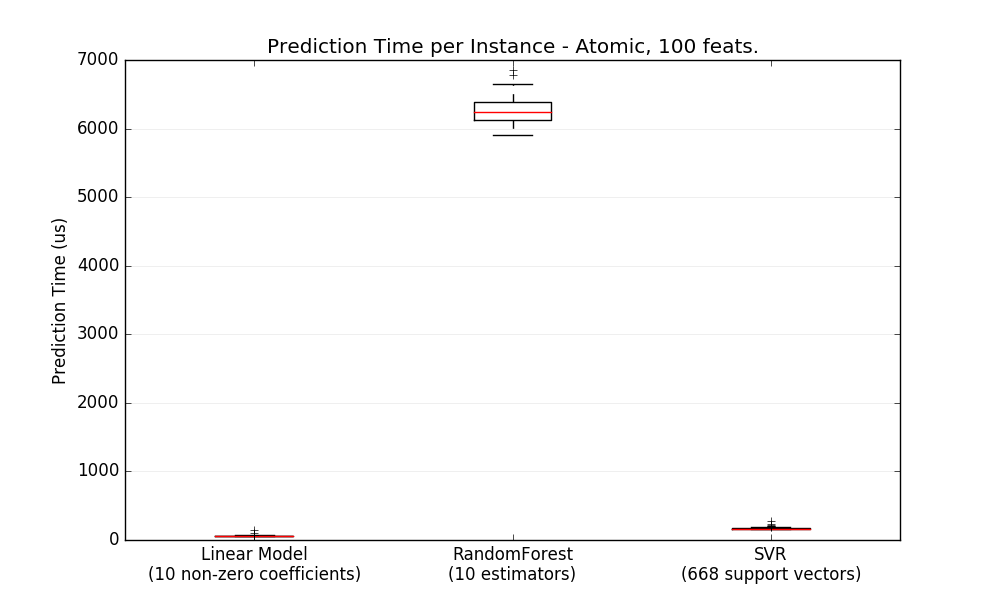 Prediction Time per Instance - Atomic, 100 feats.
7000
6000
5000
4000
3000
2000
1000
0
Prediction Time (us)
Linear Model
(10 non-zero coefficients)
RandomForest
(10 estimators)
SVR
(668 support vectors)